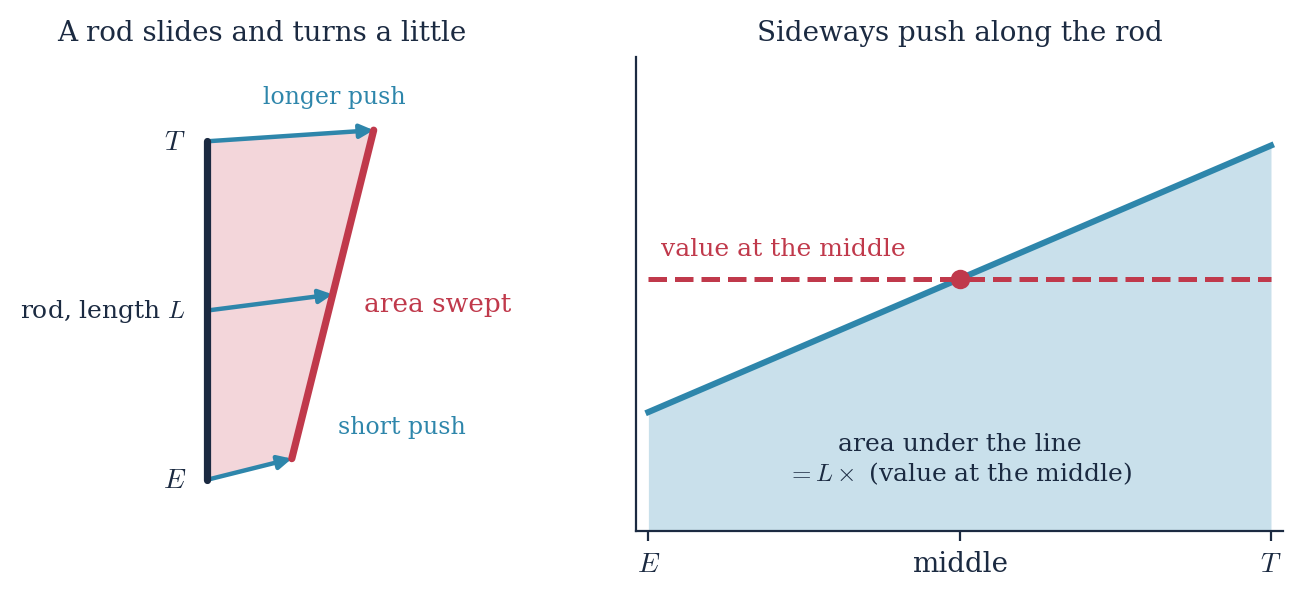 A rod slides and turns a little
longer push
T
rod, length L
area swept
short push
E
Sideways push along the rod
value at the middle
area under the line
= L × (value at the middle)
E
middle
T